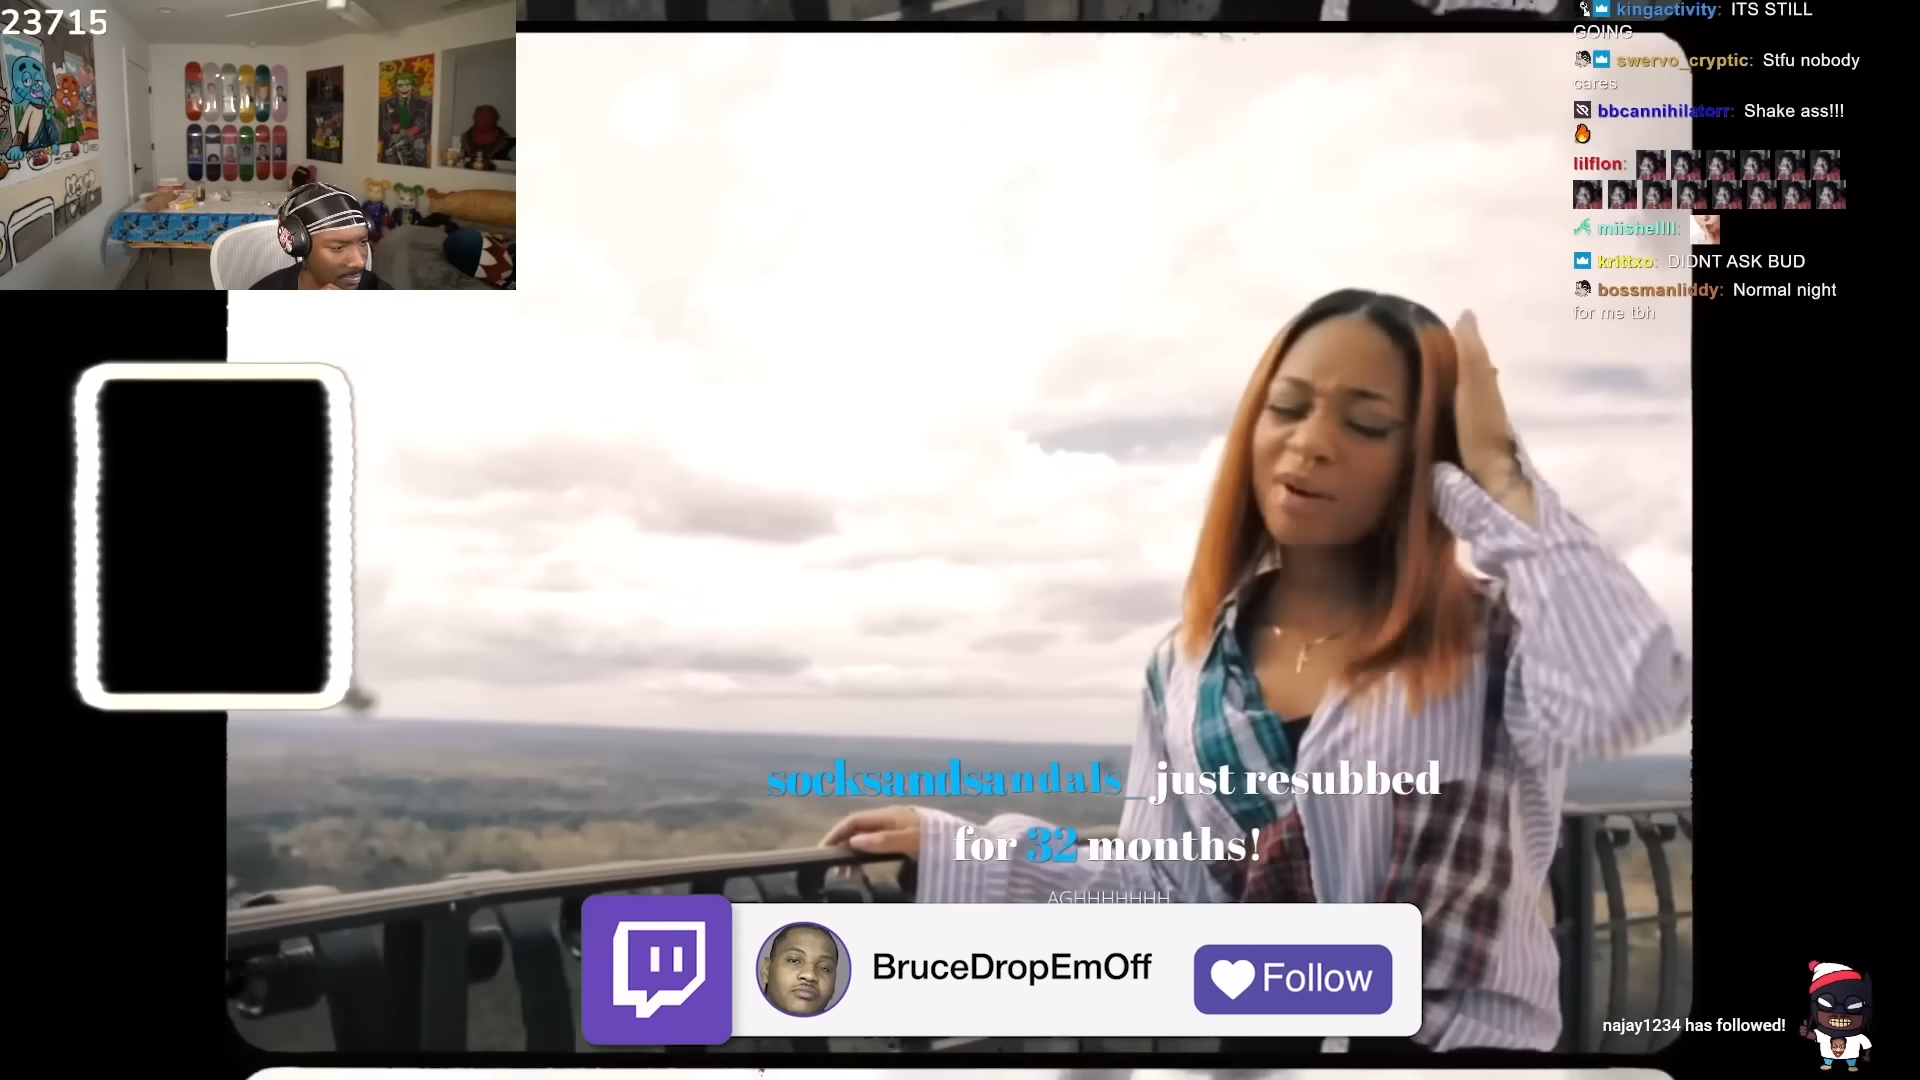 23715
kingactivity: ITS STILL
GOING
swervo_cryptic: Stfu nobody
cares
bbcannihilatorr: Shake ass!!!
lilflon:
miishellll:
krittxo: DIDNT ASK BUD
bossmanliddy: Normal night
for me tbh
socksandsandals_ just resubbed
for 32 months!
AGHHHHHHH
BruceDropEmOff
Follow
najay1234 has followed!